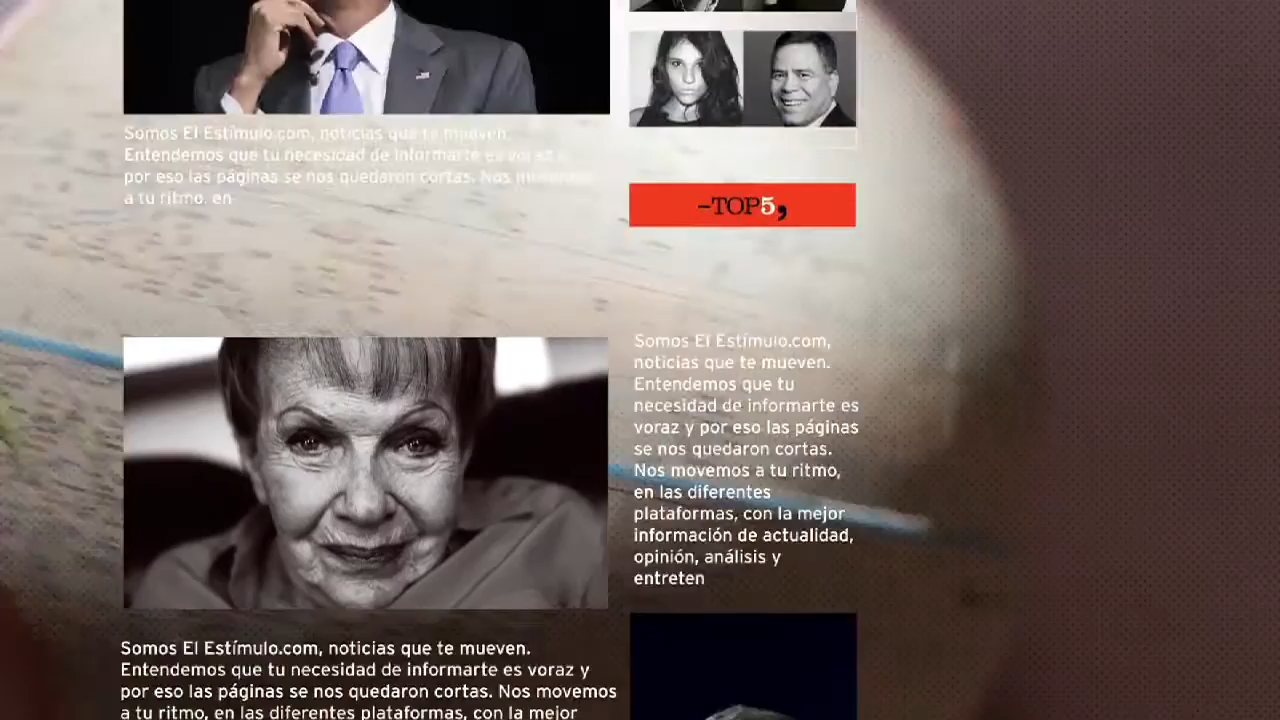 Somos El Estímulo.com, noticias que te mueven.
Entendemos que tu necesidad de informarte es voraz y
por eso las páginas se nos quedaron cortas. Nos movemos
a tu ritmo, en
–TOP5,
Somos El Estímulo.com,
noticias que te mueven.
Entendemos que tu
necesidad de informarte es
voraz y por eso las páginas
se nos quedaron cortas.
Nos movemos a tu ritmo,
en las diferentes
plataformas, con la mejor
información de actualidad,
opinión, análisis y
entreten
Somos El Estímulo.com, noticias que te mueven.
Entendemos que tu necesidad de informarte es voraz y
por eso las páginas se nos quedaron cortas. Nos movemos
a tu ritmo, en las diferentes plataformas, con la mejor